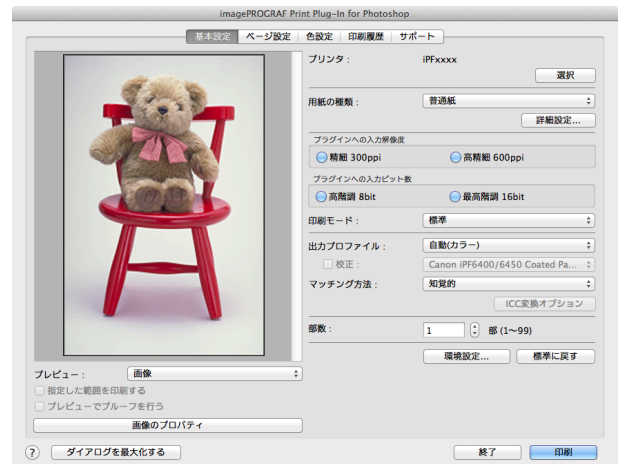 imagePROGRAF Print Plug-In for Photoshop
基本設定 ページ設定 色設定 印刷履歴 サポート
プリンタ： iPFxxxx
選択
用紙の種類： 普通紙
詳細設定...
プラグインへの入力解像度
精細 300ppi 高精細 600ppi
プラグインへの入力ビット数
高階調 8bit 最高階調 16bit
印刷モード： 標準
出力プロファイル： 自動(カラー)
校正： Canon iPF6400/6450 Coated Pa...
マッチング方法： 知覚的
ICC変換オプション
部数： 1 部 (1〜99)
環境設定... 標準に戻す
プレビュー： 画像
指定した範囲を印刷する
プレビューでプルーフを行う
画像のプロパティ
? ダイアログを最大化する 終了 印刷